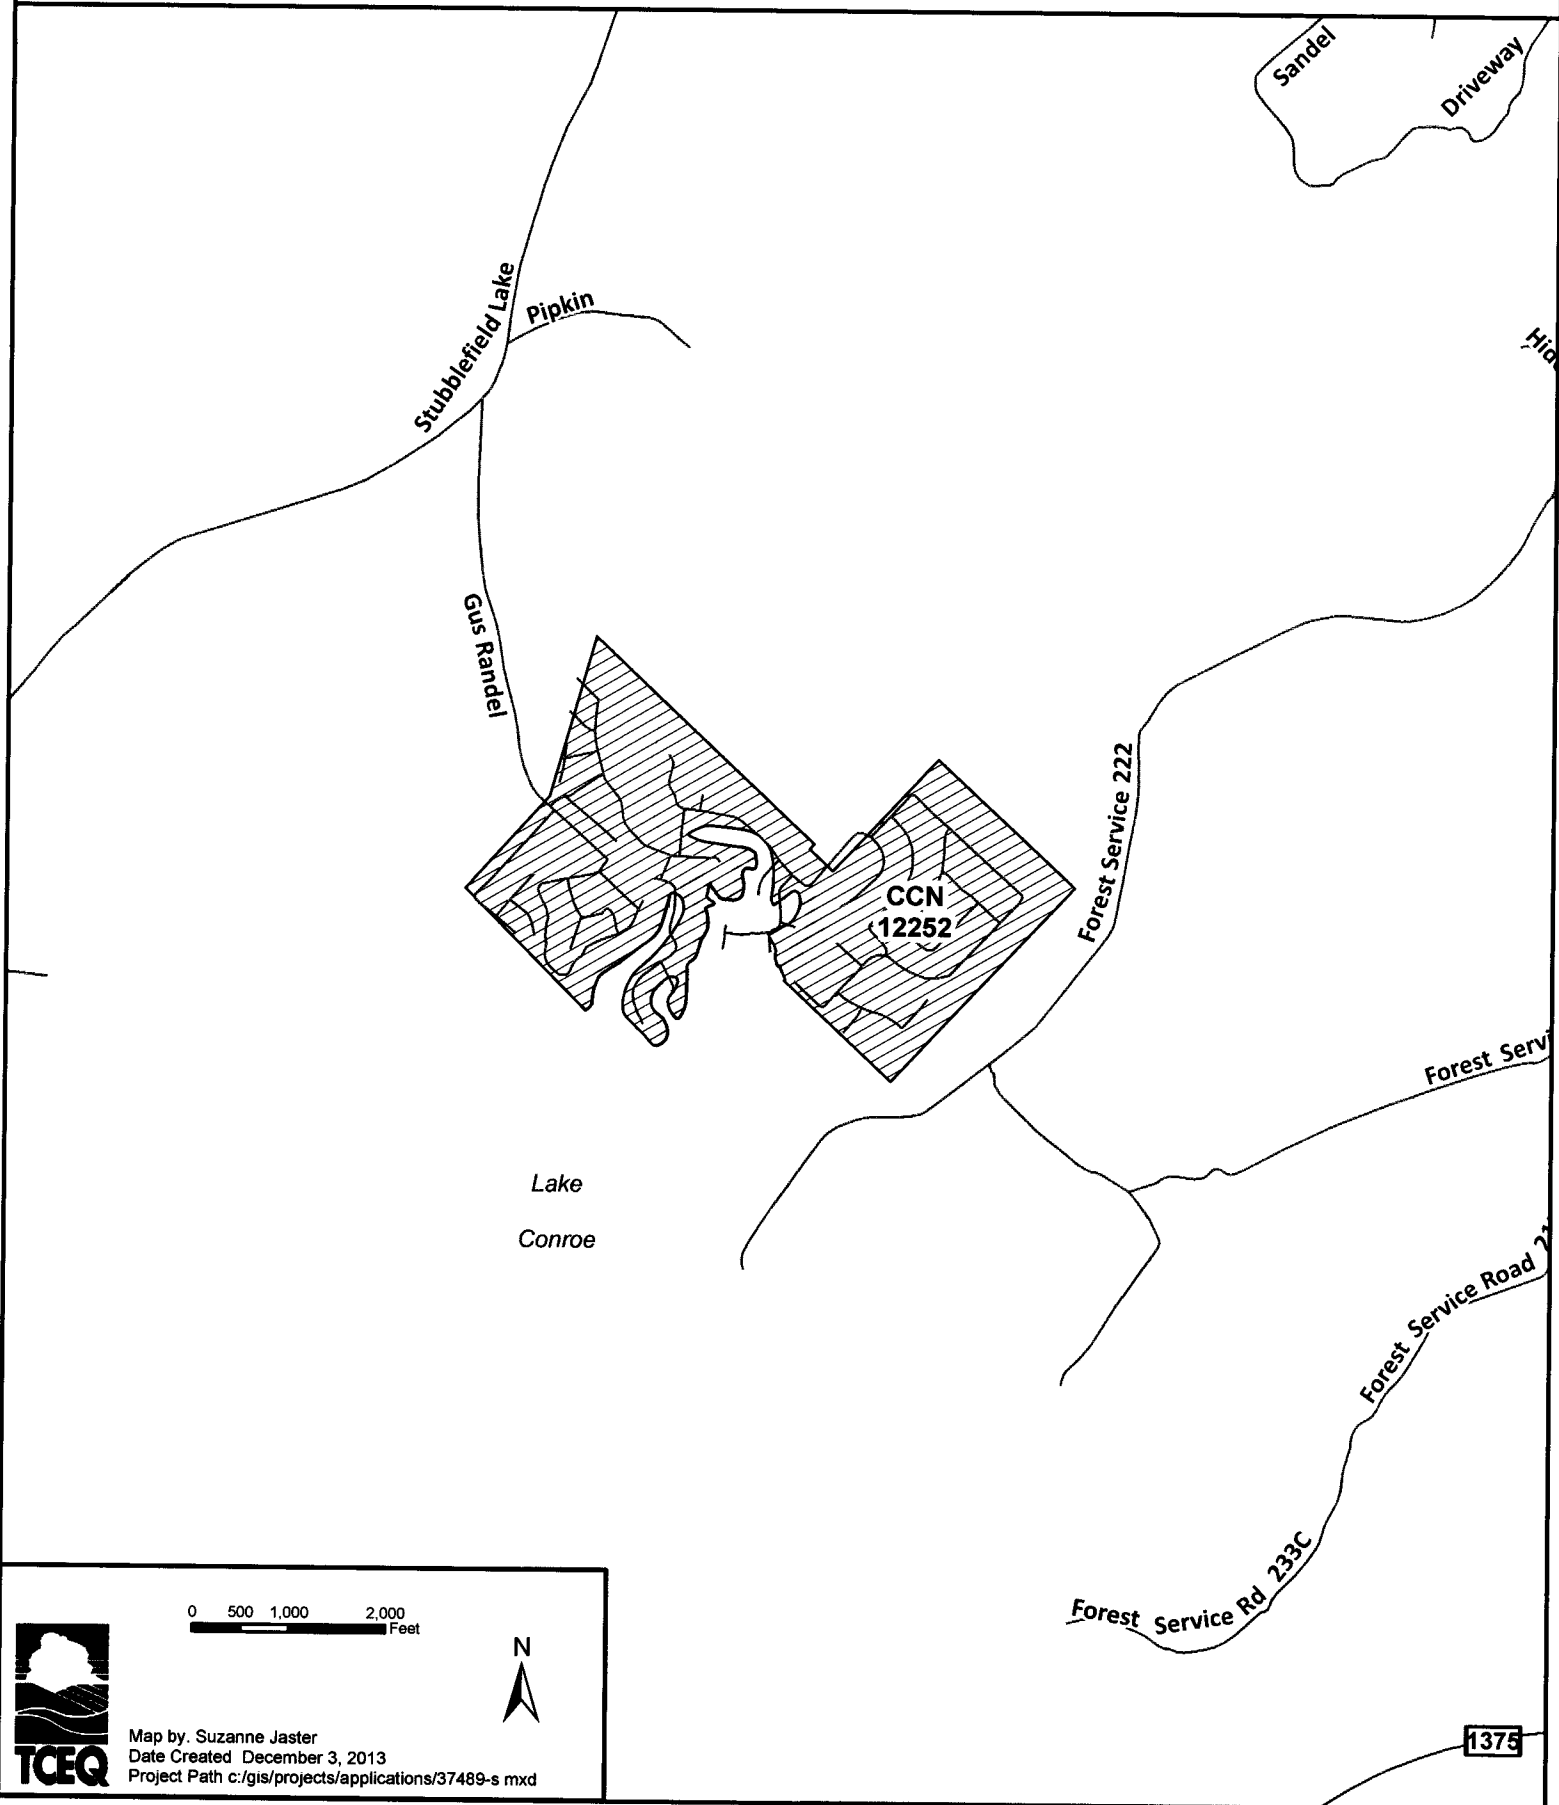 Sandel
Driveway
Stubblefield Lake
Pipkin
Gus Randel
Forest Service 222
CCN
12252
Forest
Lake
Conroe
Forest Service Road
Forest Service Rd 233C
0 500 1,000 2,000
Feet
N
Map by. Suzanne Jaster
Date Created December 3, 2013
Project Path c:/gis/projects/applications/37489-s mxd
TCEQ
1375